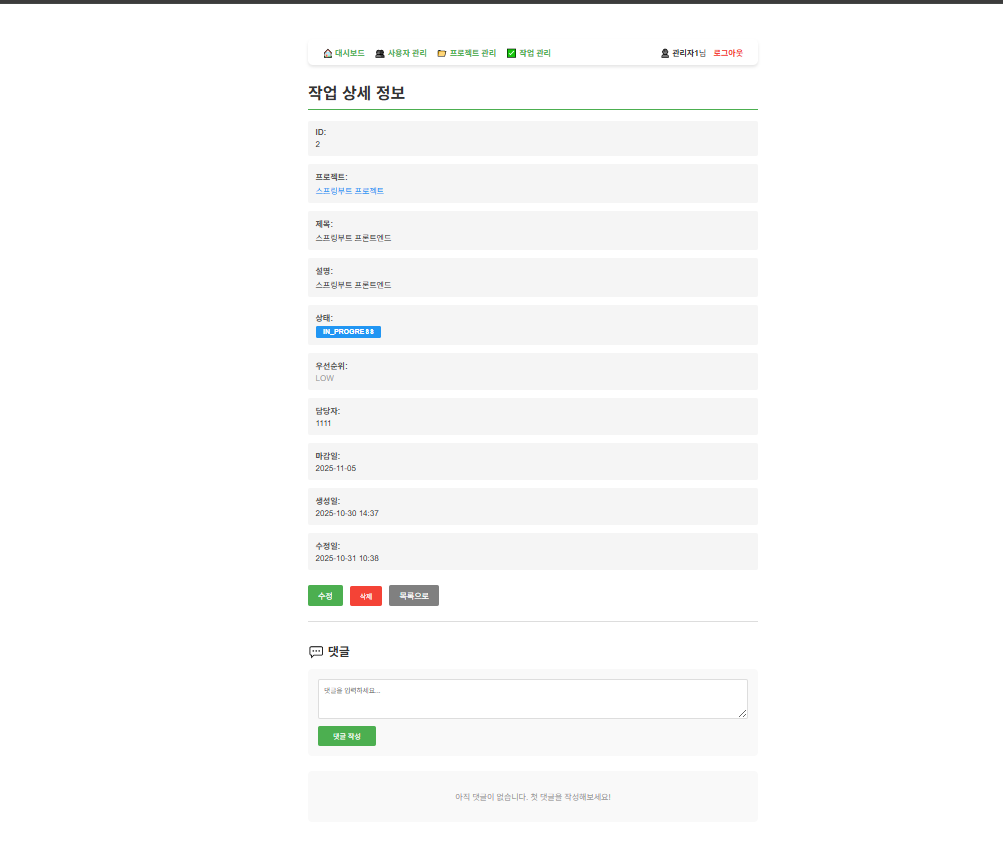 대시보드 사용자 관리 프로젝트 관리 작업 관리 관리자1님 로그아웃
작업 상세 정보
ID:
2
프로젝트:
스프링부트 프로젝트
제목:
스프링부트 프론트엔드
설명:
스프링부트 프론트엔드
상태:
IN_PROGRESS
우선순위:
LOW
담당자:
1111
마감일:
2025-11-05
생성일:
2025-10-30 14:37
수정일:
2025-10-31 10:38
수정 삭제 목록으로
댓글
댓글을 입력하세요...
댓글 작성
아직 댓글이 없습니다. 첫 댓글을 작성해보세요!